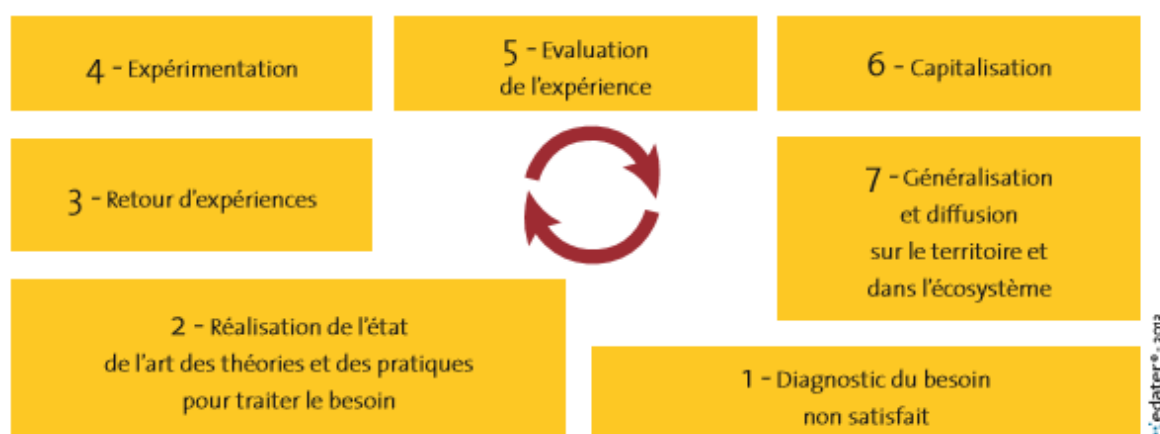 4 - Expérimentation
5 - Evaluation
de l'expérience
6 - Capitalisation
3 - Retour d'expériences
7 - Généralisation
et diffusion
sur le territoire et
dans l'écosystème
2 - Réalisation de l'état
de l'art des théories et des pratiques
pour traiter le besoin
1 - Diagnostic du besoin
non satisfait
edater® - 2013